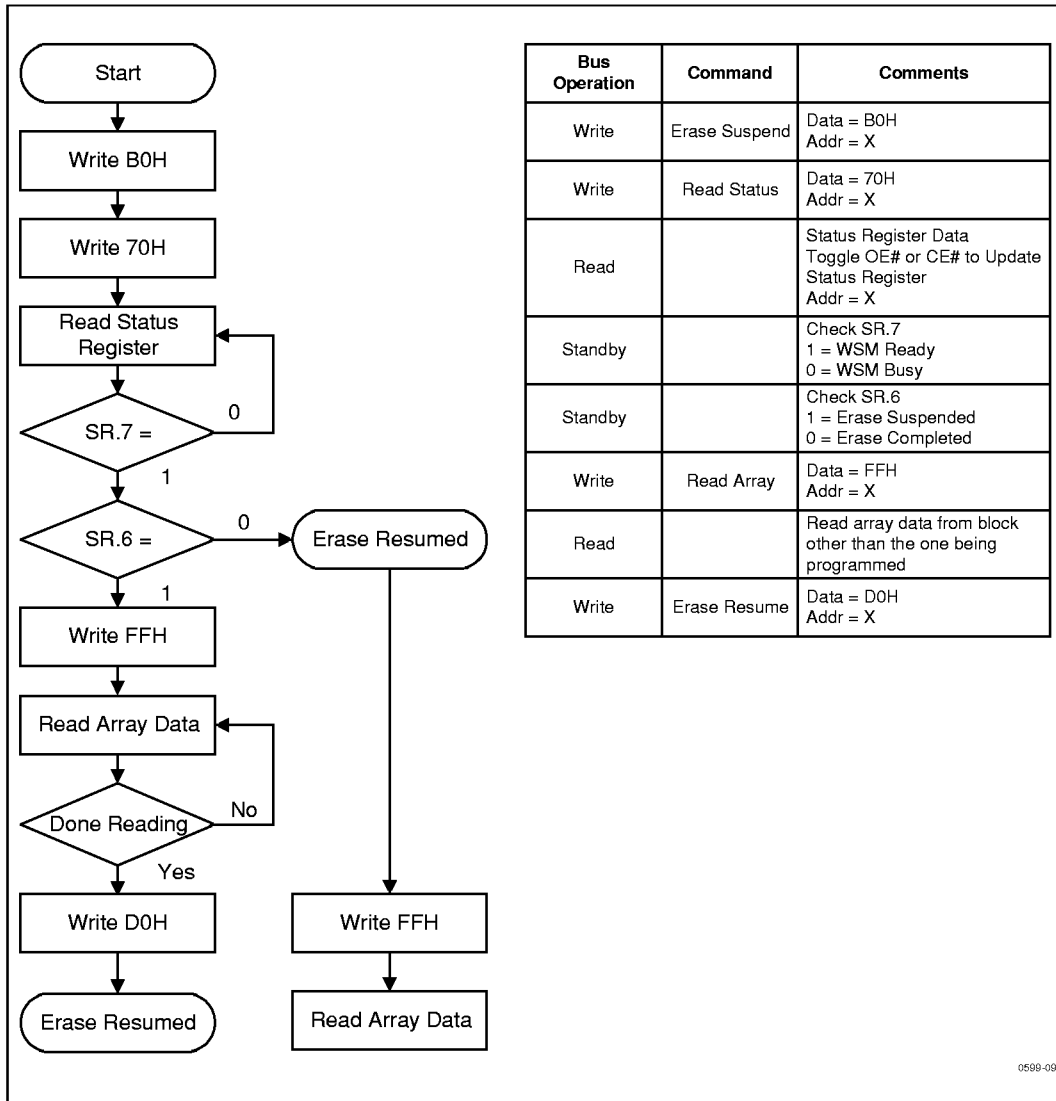 Start
Write B0H
Write 70H
Read Status
Register
0
SR.7 =
1
0
SR.6 =
Erase Resumed
1
Write FFH
Read Array Data
No
Done Reading
Yes
Write D0H
Write FFH
Erase Resumed
Read Array Data
Bus
Operation
Command
Comments
Write
Erase Suspend
Data = B0H
Addr = X
Write
Read Status
Data = 70H
Addr = X
Read
Status Register Data
Toggle OE# or CE# to Update
Status Register
Addr = X
Standby
Check SR.7
1 = WSM Ready
0 = WSM Busy
Standby
Check SR.6
1 = Erase Suspended
0 = Erase Completed
Write
Read Array
Data = FFH
Addr = X
Read
Read array data from block
other than the one being
programmed
Write
Erase Resume
Data = D0H
Addr = X
0599-09